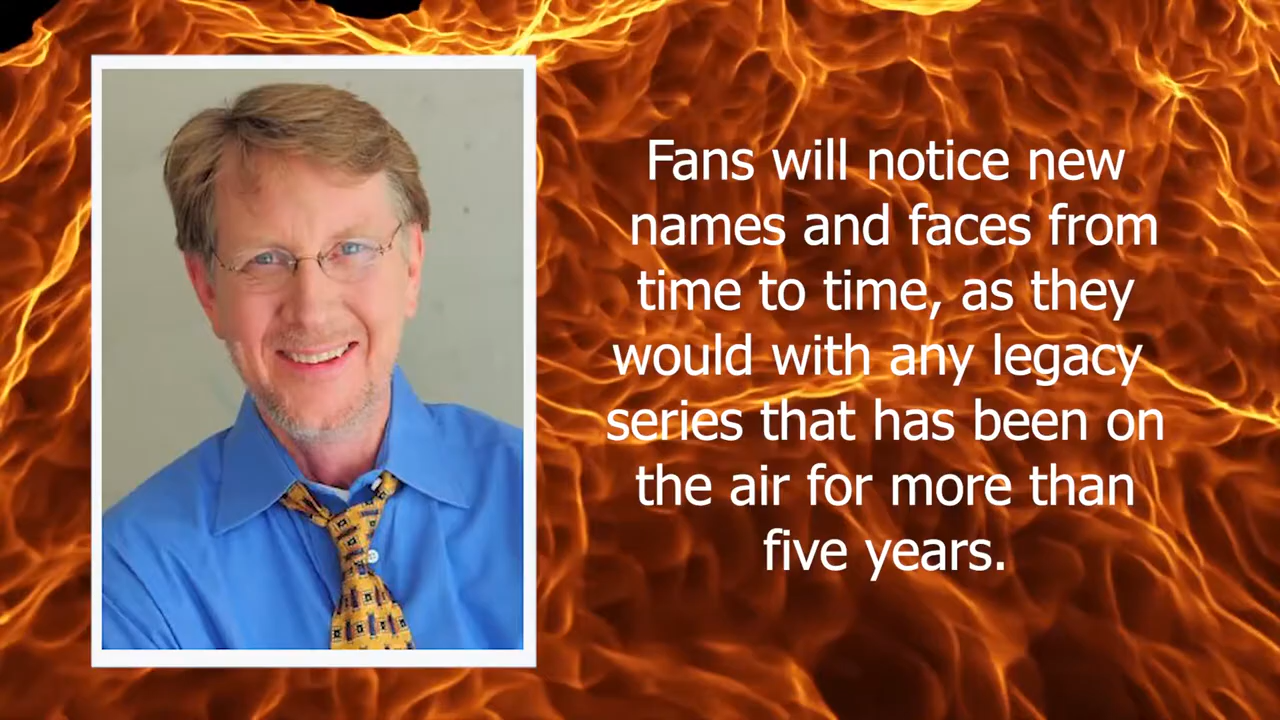 Fans will notice new
names and faces from
time to time, as they
would with any legacy
series that has been on
the air for more than
five years.